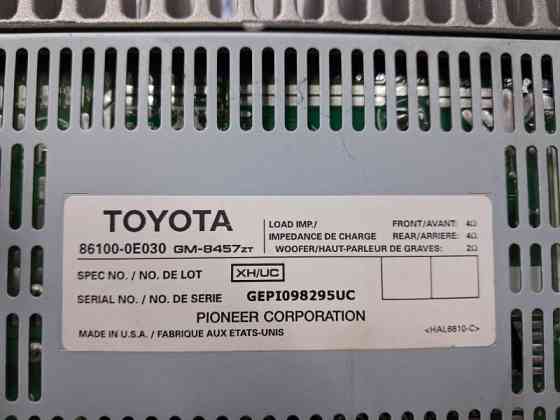 TOYOTA
86100-0E030 GM-8457ZT
LOAD IMP./ FRONT/AVANT: 4Ω
IMPEDANCE DE CHARGE REAR/ARRIERE: 4Ω
WOOFER/HAUT-PARLEUR DE GRAVES: 2Ω
SPEC NO. / NO. DE LOT XH/UC
SERIAL NO. / NO. DE SERIE GEPI098295UC
PIONEER CORPORATION
MADE IN U.S.A. / FABRIQUE AUX ETATS-UNIS <HAL6810-C>